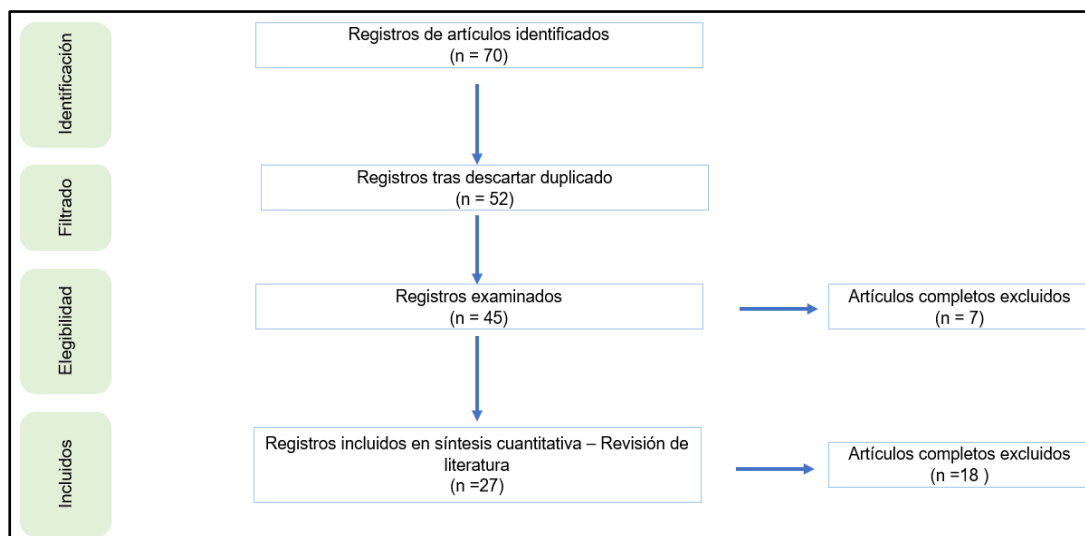 Identificación
Registros de artículos identificados
(n = 70)
Filtrado
Registros tras descartar duplicado
(n = 52)
Elegibilidad
Registros examinados
(n = 45)
Artículos completos excluidos
(n = 7)
Incluidos
Registros incluidos en síntesis cuantitativa – Revisión de
literatura
(n =27)
Artículos completos excluidos
(n =18 )